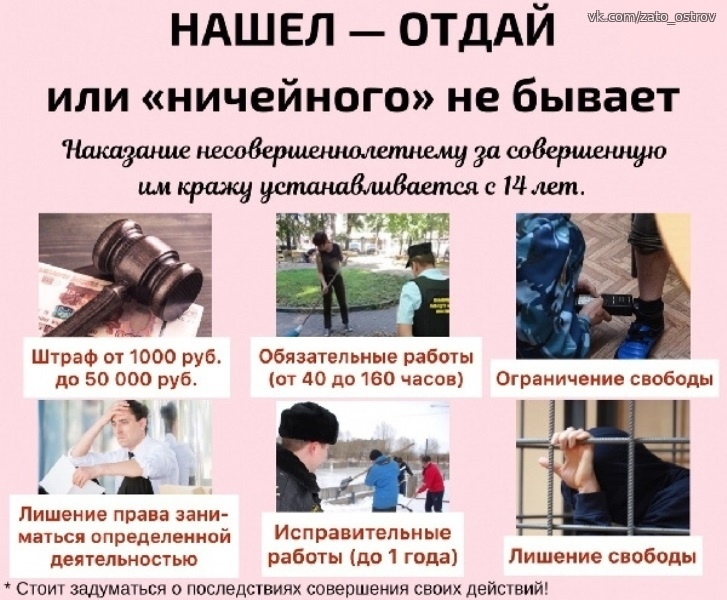 vk.com/zato_ostrov
НАШЕЛ — ОТДАЙ
или «ничейного» не бывает
Наказание несовершеннолетнему за совершенную
им кражу устанавливается с 14 лет.
Штраф от 1000 руб.
до 50 000 руб.
Обязательные работы
(от 40 до 160 часов)
Ограничение свободы
Лишение права зани-
маться определенной
деятельностью
Исправительные
работы (до 1 года)
Лишение свободы
* Стоит задуматься о последствиях совершения своих действий!